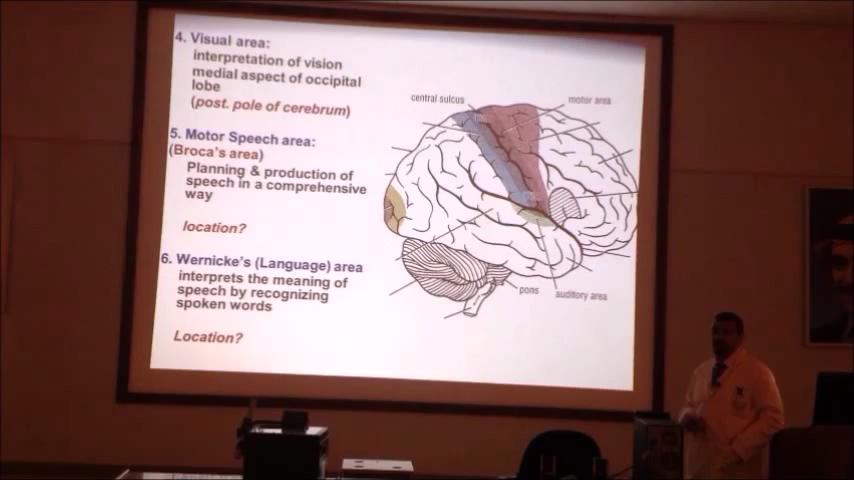 4. Visual area:
interpretation of vision
medial aspect of occipital
lobe
(post. pole of cerebrum)
5. Motor Speech area:
(Broca's area)
Planning & production of
speech in a comprehensive
way
location?
6. Wernicke's (Language) area
interprets the meaning of
speech by recognizing
spoken words
Location?
central sulcus
motor area
pons
auditory area